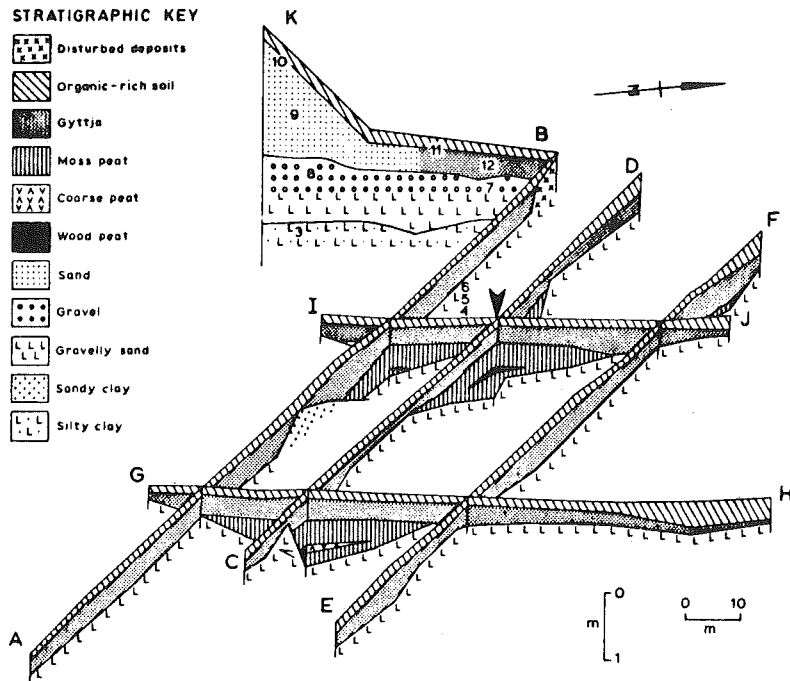 STRATIGRAPHIC KEY
Disturbed deposits
Organic-rich soil
Gyttja
Moss peat
Coarse peat
Wood peat
Sand
Gravel
Gravelly sand
Sandy clay
Silty clay
K
10
9
11
B
12
8
7
3
N
D
F
6
5
4
I
J
G
H
C
E
A
0
m
1
0 10
m